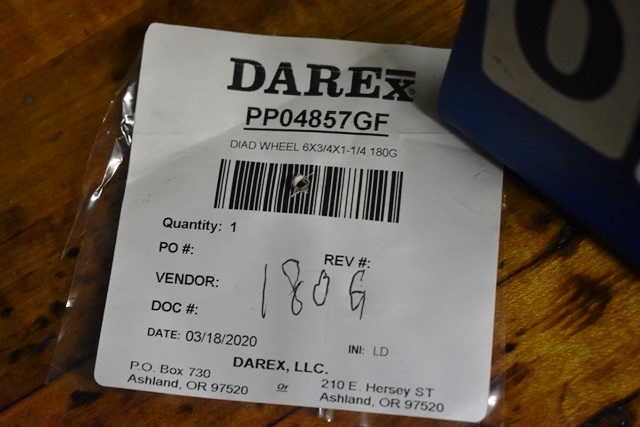 DAREX
PP04857GF
DIAD WHEEL 6X3/4X1-1/4 180G
Quantity: 1
PO #:
REV #:
VENDOR:
180G
DOC #:
DATE: 03/18/2020
INI: LD
DAREX, LLC.
P.O. Box 730
Ashland, OR 97520
or
210 E. Hersey ST
Ashland, OR 97520
0